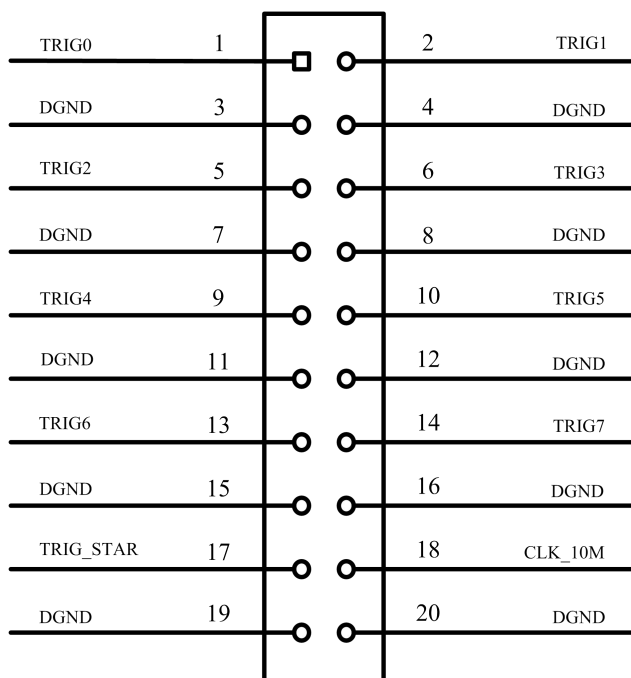 TRIG0 1 2 TRIG1
DGND 3 4 DGND
TRIG2 5 6 TRIG3
DGND 7 8 DGND
TRIG4 9 10 TRIG5
DGND 11 12 DGND
TRIG6 13 14 TRIG7
DGND 15 16 DGND
TRIG_STAR 17 18 CLK_10M
DGND 19 20 DGND